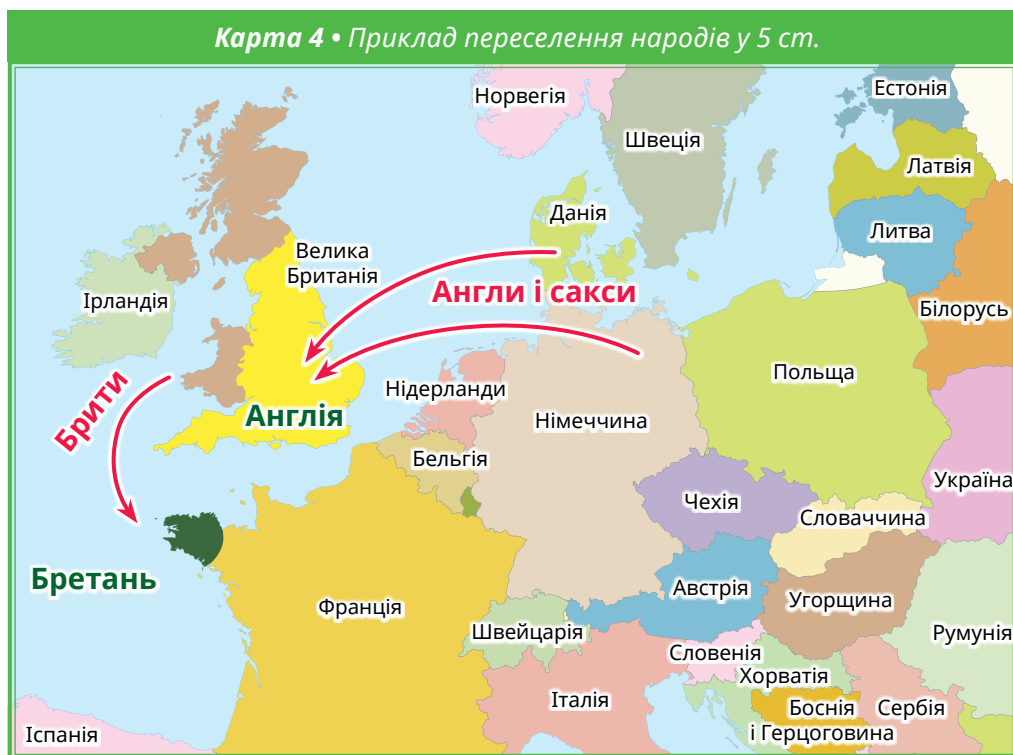 Карта 4 • Приклад переселення народів у 5 ст.
Норвегія
Естонія
Швеція
Латвія
Данія
Литва
Велика
Британія
Ірландія
Англи і сакси
Білорусь
Польща
Нідерланди
Брити
Англія
Німеччина
Бельгія
Україна
Чехія
Словаччина
Бретань
Австрія
Угорщина
Франція
Швейцарія
Румунія
Словенія
Хорватія
Італія
Боснія
і Герцоговина
Сербія
Іспанія